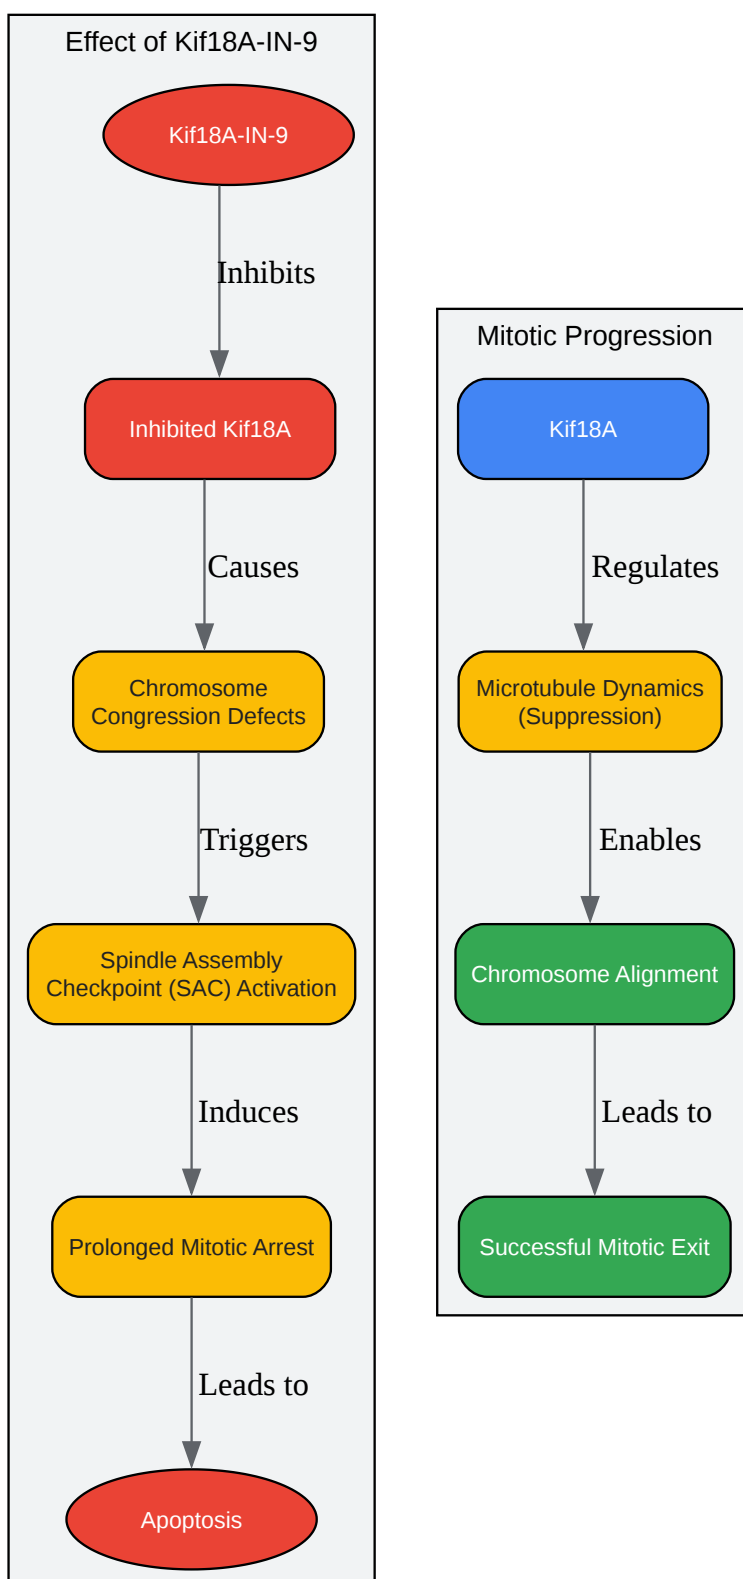 Effect of Kif18A-IN-9
Kif18A-IN-9
Inhibits
Inhibited Kif18A
Causes
Chromosome
Congression Defects
Triggers
Spindle Assembly
Checkpoint (SAC) Activation
Induces
Prolonged Mitotic Arrest
Leads to
Apoptosis
Mitotic Progression
Kif18A
Regulates
Microtubule Dynamics
(Suppression)
Enables
Chromosome Alignment
Leads to
Successful Mitotic Exit